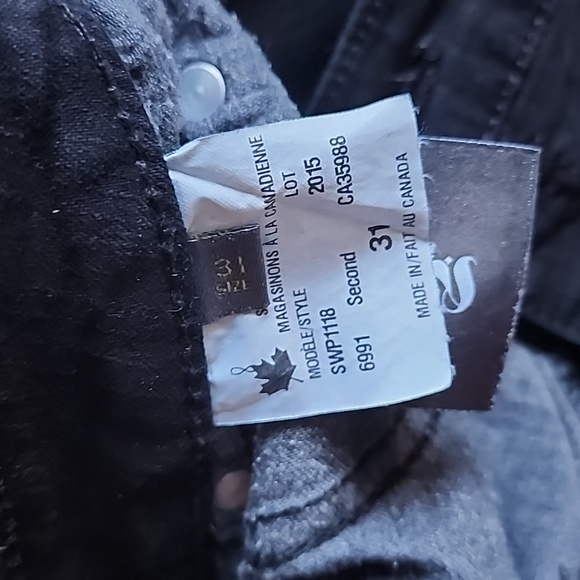 MAGASINONS À LA CANADIENNE
MODÈLE/STYLE LOT
SWP1118 2015
6991 Second CA35988
31
MADE IN/FAIT AU CANADA
31
SIZE